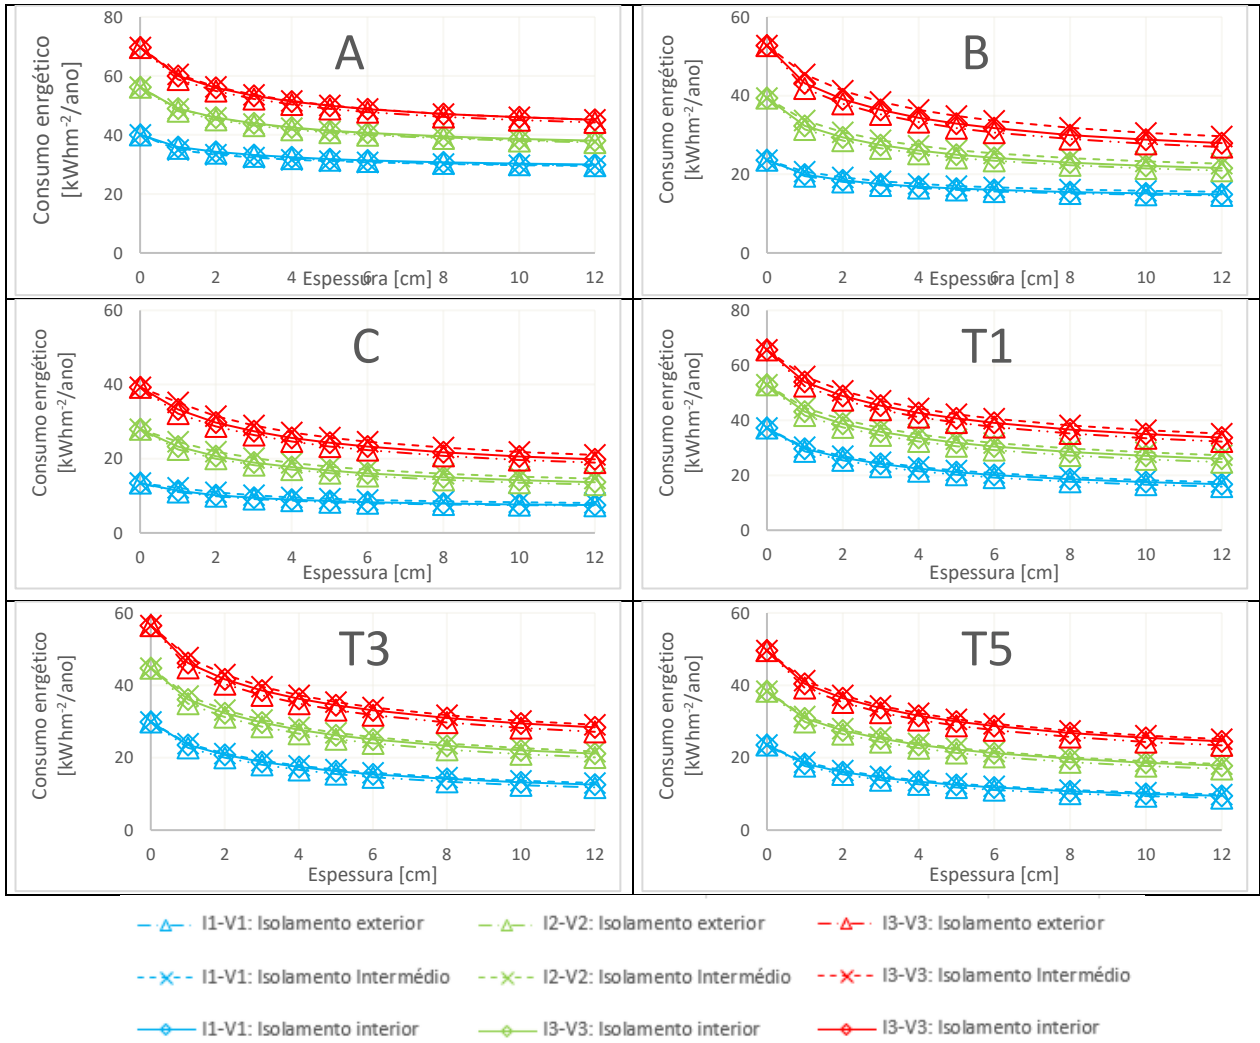 A
Consumo enrgético
[kWhm-2/ano]
80
60
40
20
0
0 2 4 6 8 10 12
Espessura [cm]
B
Consumo enrgético
[kWhm-2/ano]
60
40
20
0
0 2 4 6 8 10 12
Espessura [cm]
C
Consumo enrgético
[kWhm-2/ano]
60
40
20
0
0 2 4 6 8 10 12
Espessura [cm]
T1
Consumo enrgético
[kWhm-2/ano]
80
60
40
20
0
0 2 4 6 8 10 12
Espessura [cm]
T3
Consumo enrgético
[kWhm-2/ano]
60
40
20
0
0 2 4 6 8 10 12
Espessura [cm]
T5
Consumo enrgético
[kWhm-2/ano]
60
40
20
0
0 2 4 6 8 10 12
Espessura [cm]
I1-V1: Isolamento exterior
I2-V2: Isolamento exterior
I3-V3: Isolamento exterior
I1-V1: Isolamento Intermédio
I2-V2: Isolamento Intermédio
I3-V3: Isolamento Intermédio
I1-V1: Isolamento interior
I3-V3: Isolamento interior
I3-V3: Isolamento interior